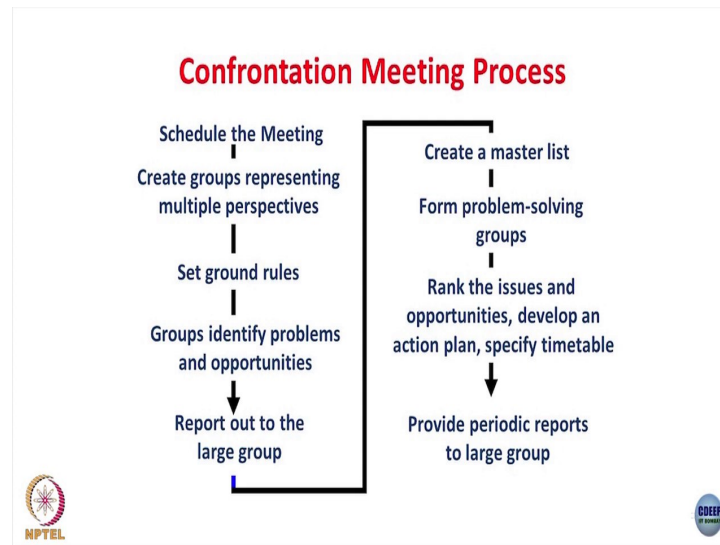 Confrontation Meeting Process
Schedule the Meeting
Create groups representing
multiple perspectives
Set ground rules
Groups identify problems
and opportunities
Report out to the
large group
Create a master list
Form problem-solving
groups
Rank the issues and
opportunities, develop an
action plan, specify timetable
Provide periodic reports
to large group
NPTEL
CDEEP
IIT BOMBAY